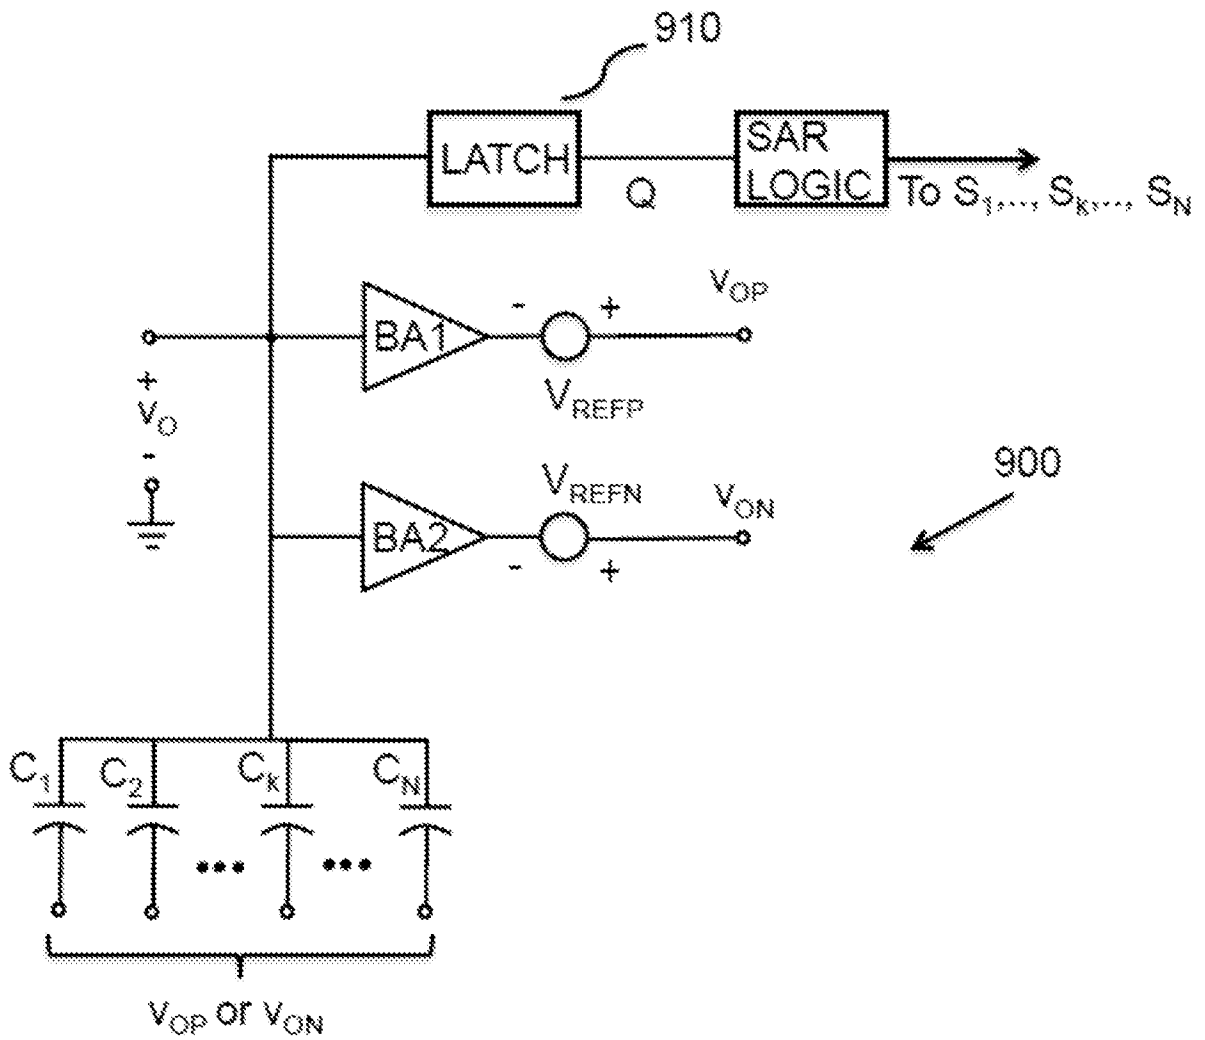 910
LATCH
Q
SAR
LOGIC
To S1,.., Sk,.., SN
BA1
- +
VREFP
vOP
+
vO
-
BA2
VREFN
- +
vON
900
C1
C2
Ck
CN
vOP or vON